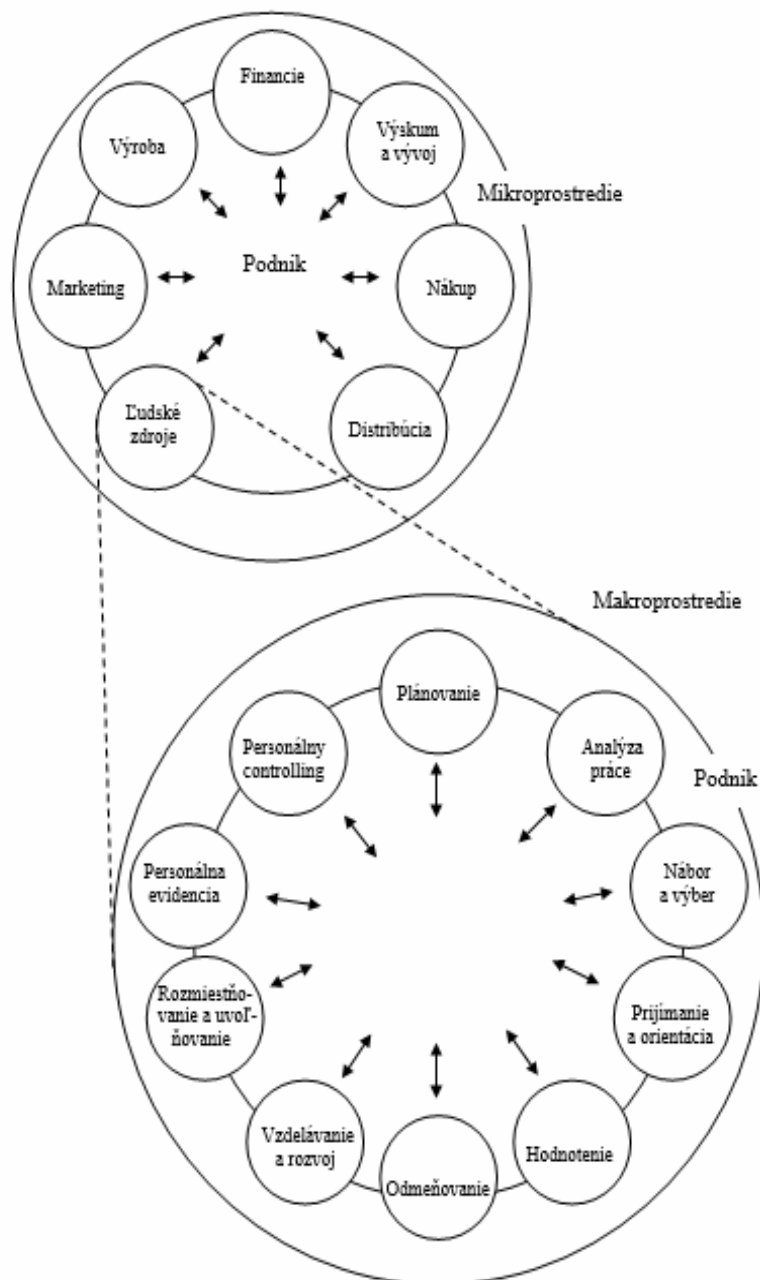 Financie
Výroba
Výskum
a vývoj
Mikroprostredie
Podnik
Marketing
Nákup
Ľudské
zdroje
Distribúcia
Makroprostredie
Plánovanie
Personálny
controlling
Analýza
práce
Podnik
Personálna
evidencia
Nábor
a výber
Rozmiestňo-
vanie a uvoľ-
ňovanie
Prijímanie
a orientácia
Vzdelávanie
a rozvoj
Hodnotenie
Odmeňovanie